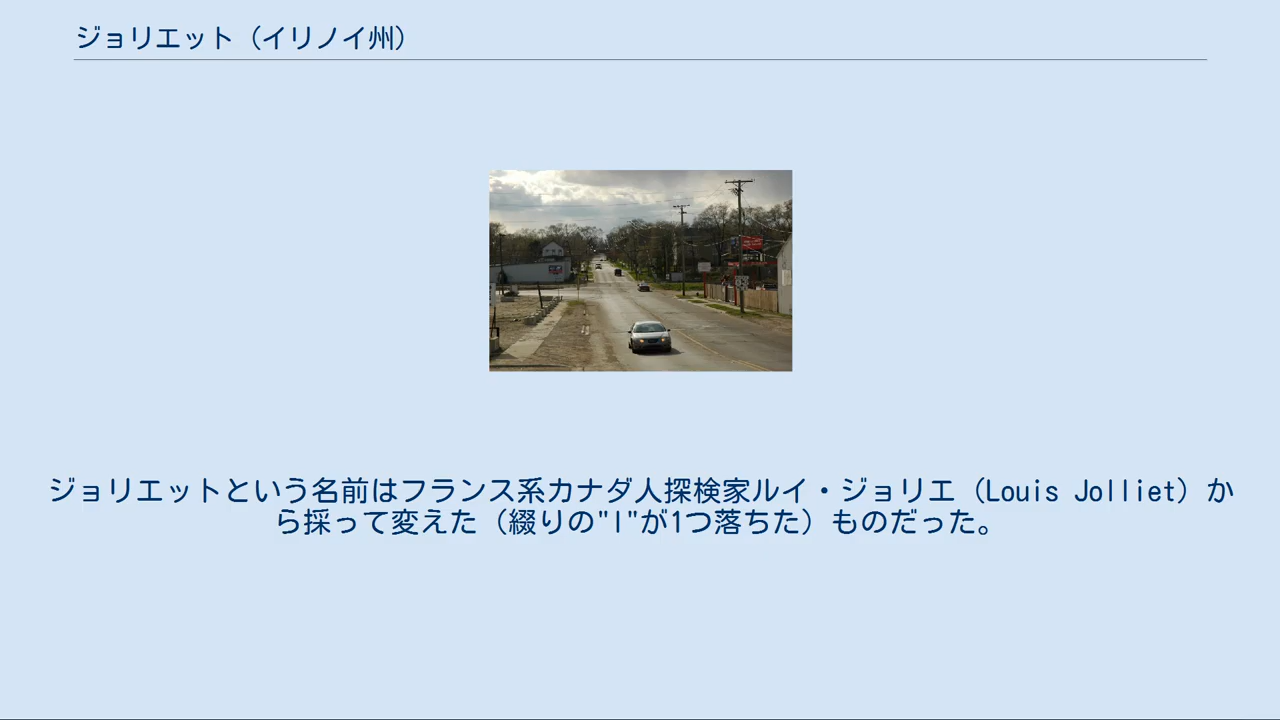 ジョリエット（イリノイ州）
ジョリエットという名前はフランス系カナダ人探検家ルイ・ジョリエ（Louis Jolliet）か
ら採って変えた（綴りの"l"が1つ落ちた）ものだった。